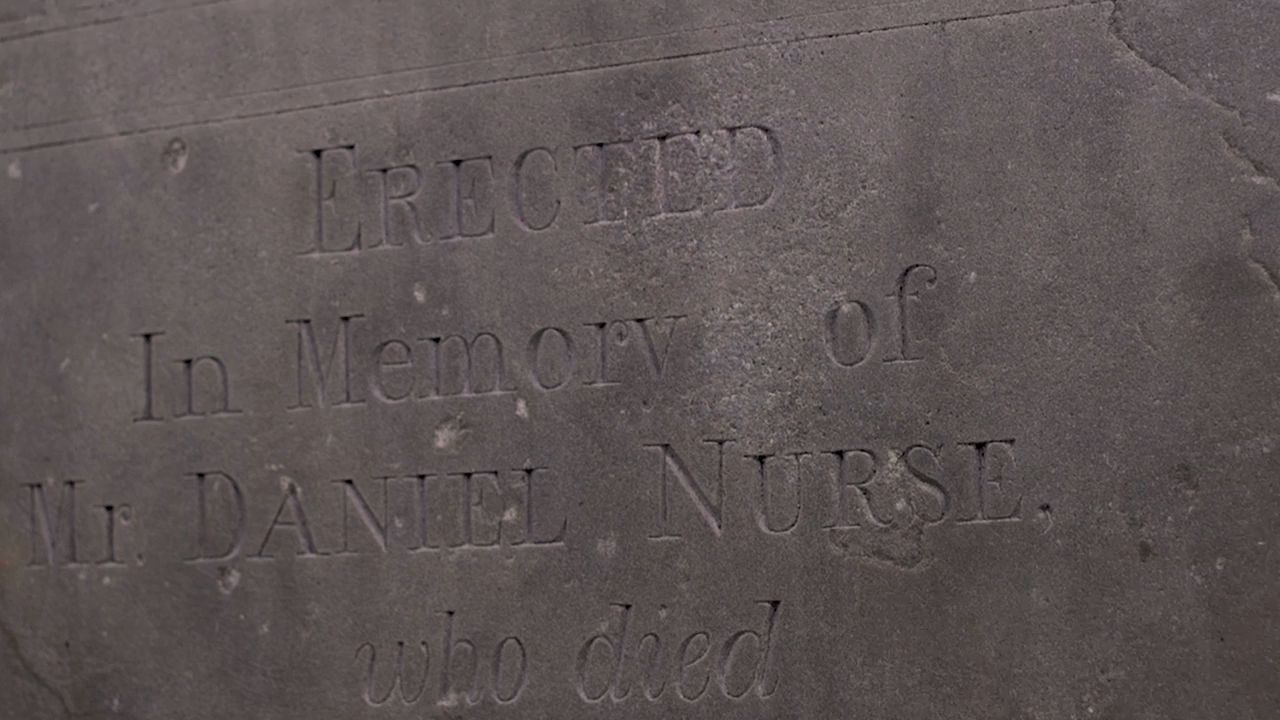 ERECTED
In Memory of
Mr. DANIEL NURSE,
who died